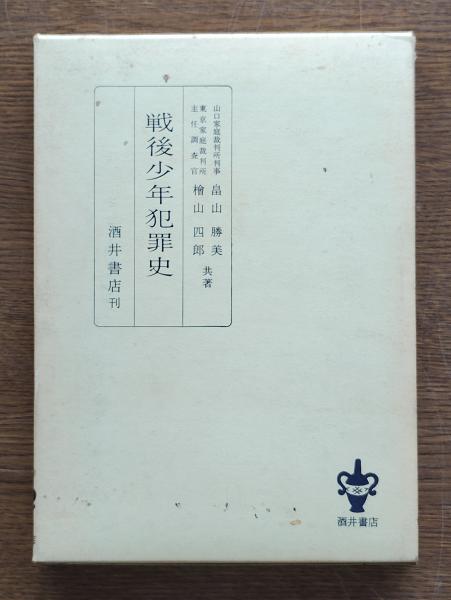 山口家庭裁判所判事
畠山勝美
東京家庭裁判所
主任調査官
檜山四郎
共著
戦後少年犯罪史
酒井書店刊
酒井書店